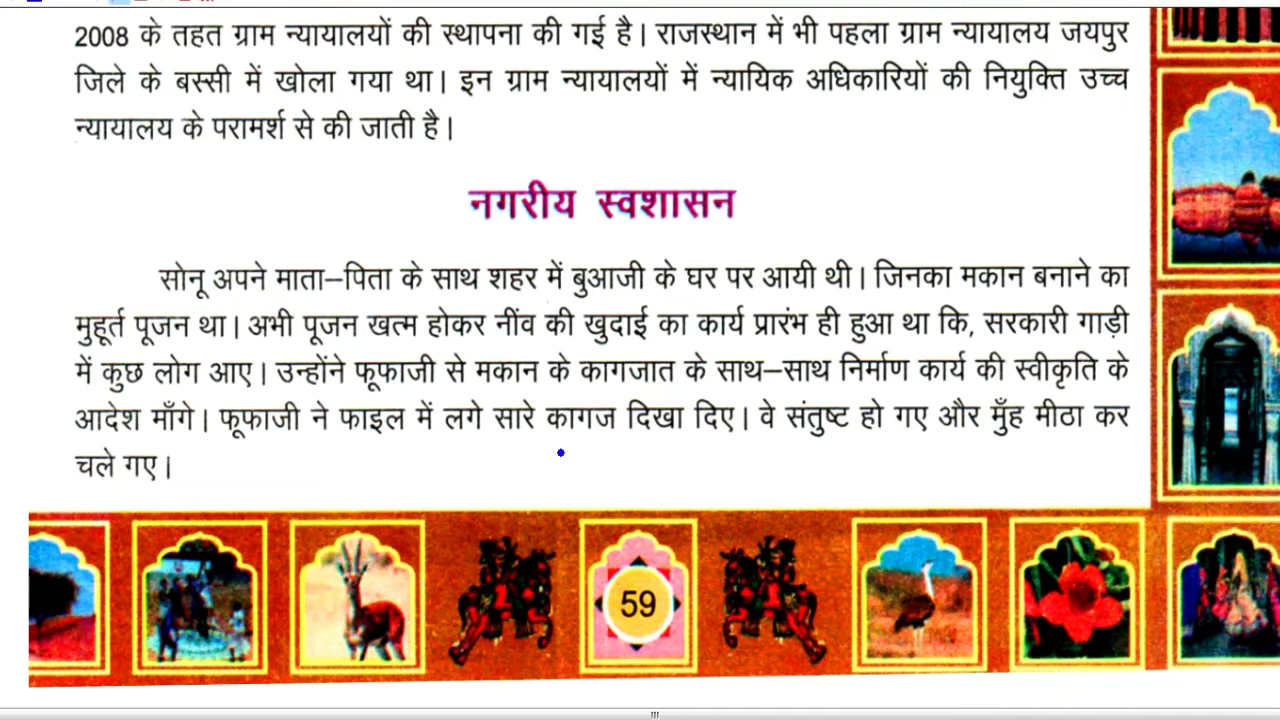 2008 के तहत ग्राम न्यायालयों की स्थापना की गई है। राजस्थान में भी पहला ग्राम न्यायालय जयपुर
जिले के बस्सी में खोला गया था। इन ग्राम न्यायालयों में न्यायिक अधिकारियों की नियुक्ति उच्च
न्यायालय के परामर्श से की जाती है।
नगरीय स्वशासन
सोनू अपने माता–पिता के साथ शहर में बुआजी के घर पर आयी थी। जिनका मकान बनाने का
मुहूर्त पूजन था। अभी पूजन खत्म होकर नींव की खुदाई का कार्य प्रारंभ ही हुआ था कि, सरकारी गाड़ी
में कुछ लोग आए। उन्होंने फूफाजी से मकान के कागजात के साथ–साथ निर्माण कार्य की स्वीकृति के
आदेश माँगे। फूफाजी ने फाइल में लगे सारे कागज दिखा दिए। वे संतुष्ट हो गए और मुँह मीठा कर
चले गए।
59